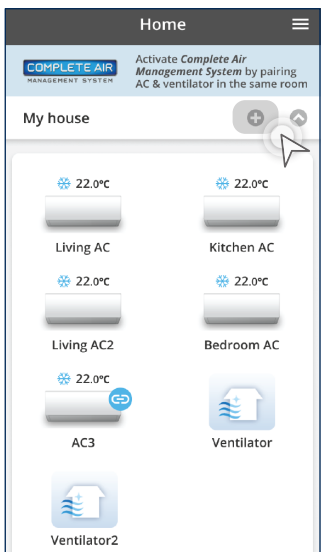 Home
COMPLETE AIR
MANAGEMENT SYSTEM
Activate Complete Air
Management System by pairing
AC & ventilator in the same room
My house
22.0°C
22.0°C
Living AC
Kitchen AC
22.0°C
22.0°C
Living AC2
Bedroom AC
22.0°C
AC3
Ventilator
Ventilator2